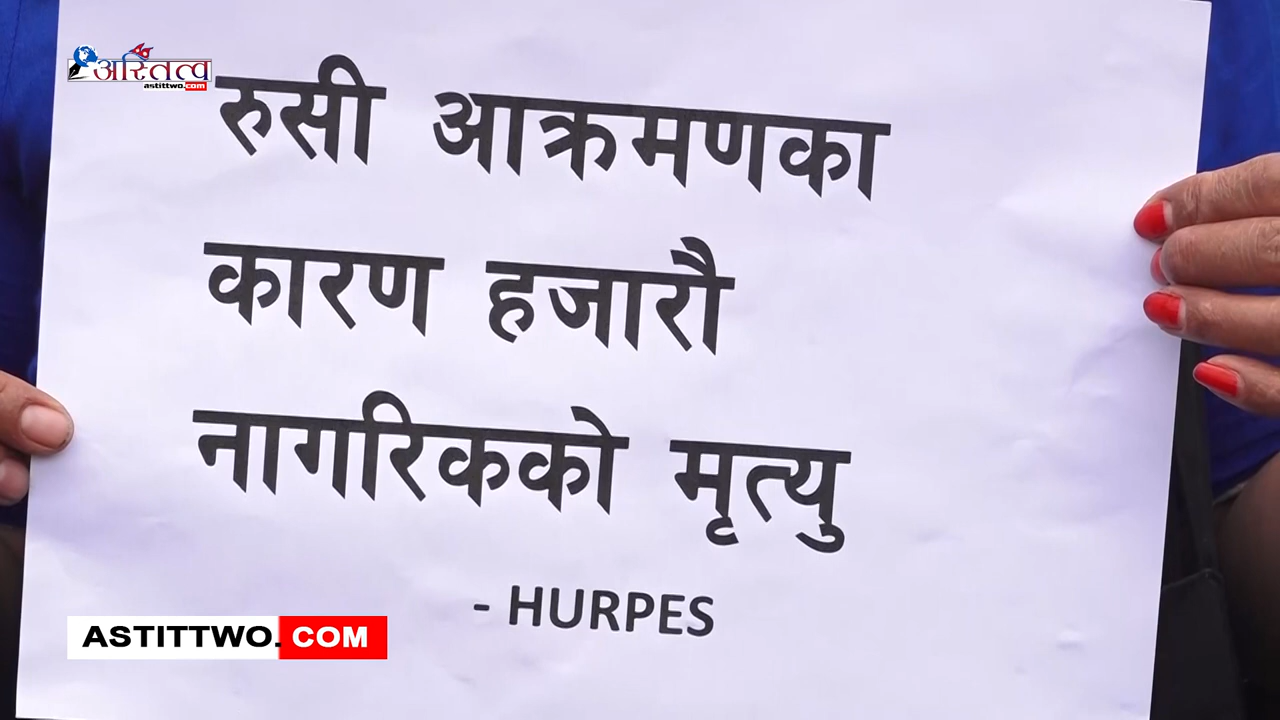 अस्तित्व
astittwo.com
रुसी आक्रमणका
कारण हजारौ
नागरिकको मृत्यु
- HURPES
ASTITTWO.COM